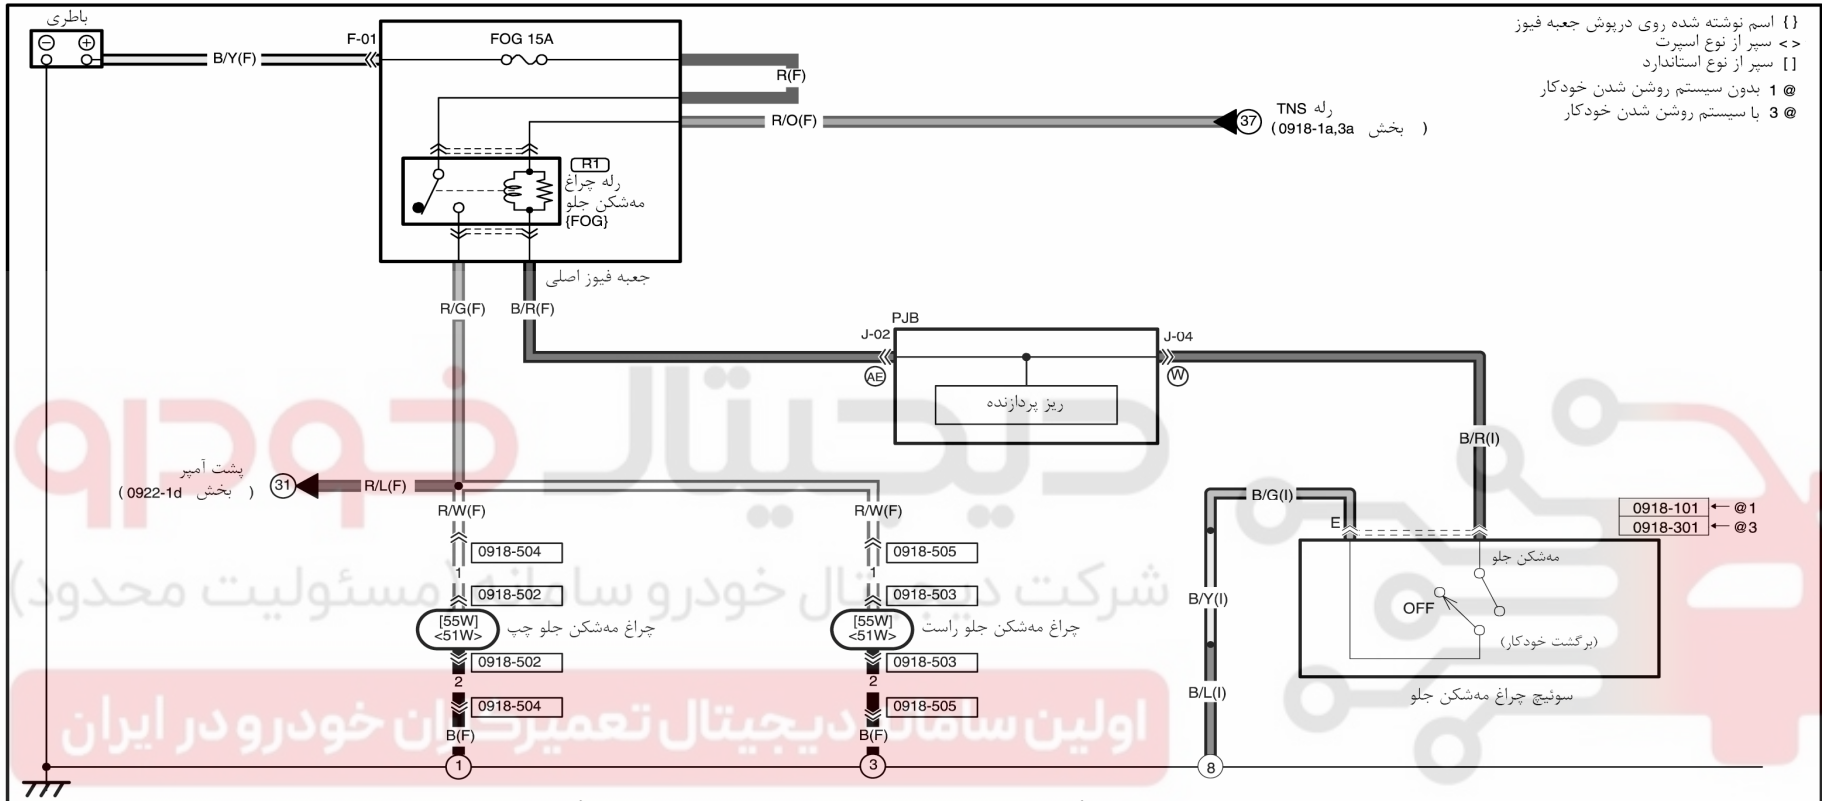 باطری
B/Y(F)
F-01
FOG 15A
R(F)
R/O(F)
37
رله TNS
( بخش 0918-1a,3a )
{ } اسم نوشته شده روی درپوش جعبه فیوز
< > سپر از نوع اسپرت
[ ] سپر از نوع استاندارد
@ 1 بدون سیستم روشن شدن خودکار
@ 3 با سیستم روشن شدن خودکار
R1
رله چراغ
مه‌شکن جلو
{FOG}
جعبه فیوز اصلی
R/G(F)
B/R(F)
PJB
J-02
J-04
AE
W
ریز پردازنده
B/R(I)
دیجیتال خودرو
پشت آمپر
( بخش 0922-1d )
31
R/L(F)
R/W(F)
R/W(F)
B/G(I)
E
0918-101 ← @1
0918-301 ← @3
0918-504
0918-505
1
1
0918-502
0918-503
شرکت دیجیتال خودرو سامانه (مسئولیت محدود)
مه‌شکن جلو
OFF
(برگشت خودکار)
B/Y(I)
[55W]
<51W>
چراغ مه‌شکن جلو چپ
[55W]
<51W>
چراغ مه‌شکن جلو راست
0918-502
0918-503
2
2
B/L(I)
سوئیچ چراغ مه‌شکن جلو
0918-504
0918-505
اولین سامانه دیجیتال تعمیرکاران خودرو در ایران
B(F)
B(F)
1
3
8